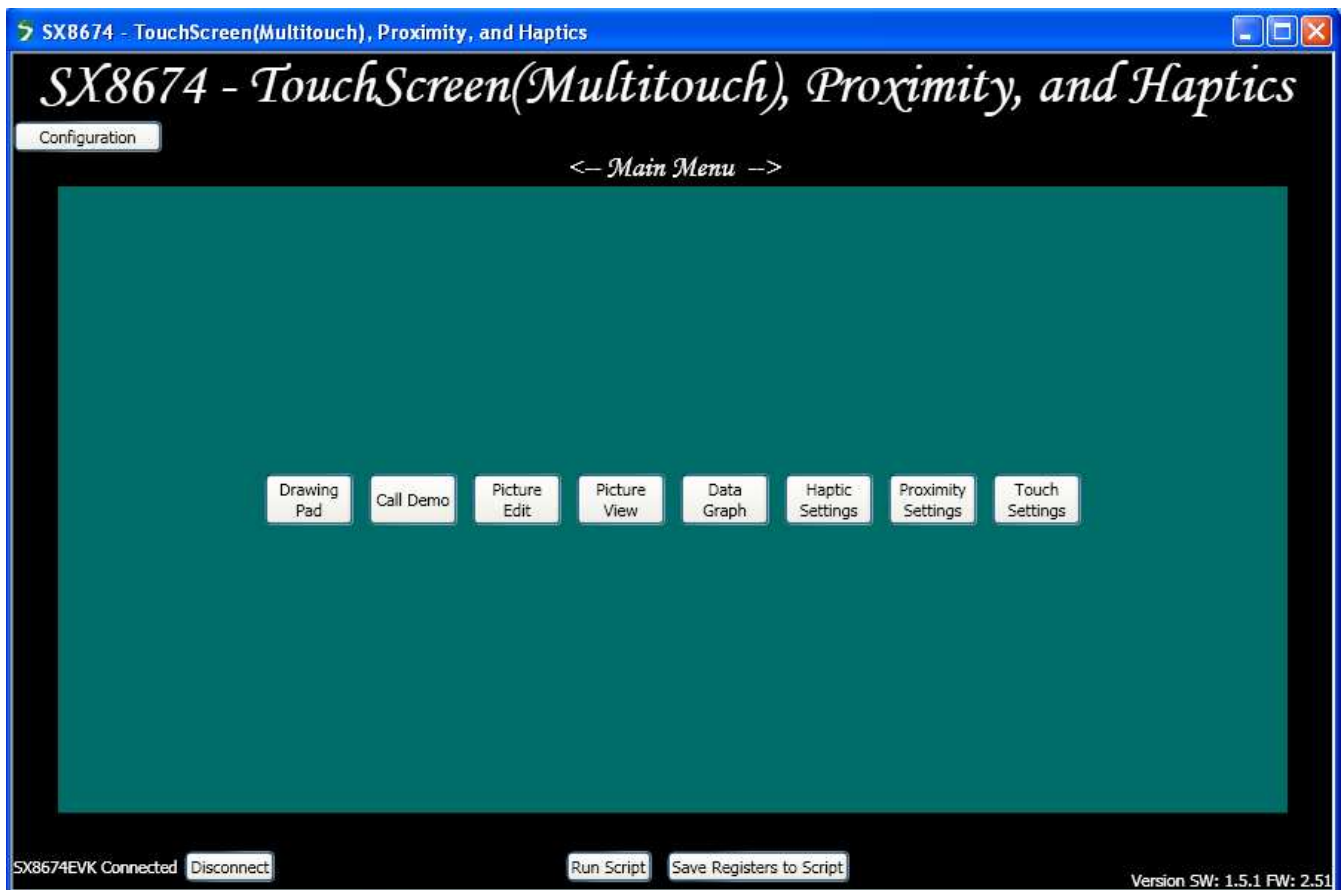 SX8674 - TouchScreen(Multitouch), Proximity, and Haptics
SX8674 - TouchScreen(Multitouch), Proximity, and Haptics
Configuration
<-- Main Menu -->
Drawing
Pad
Call Demo
Picture
Edit
Picture
View
Data
Graph
Haptic
Settings
Proximity
Settings
Touch
Settings
SX8674EVK Connected
Disconnect
Run Script
Save Registers to Script
Version SW: 1.5.1 FW: 2.51